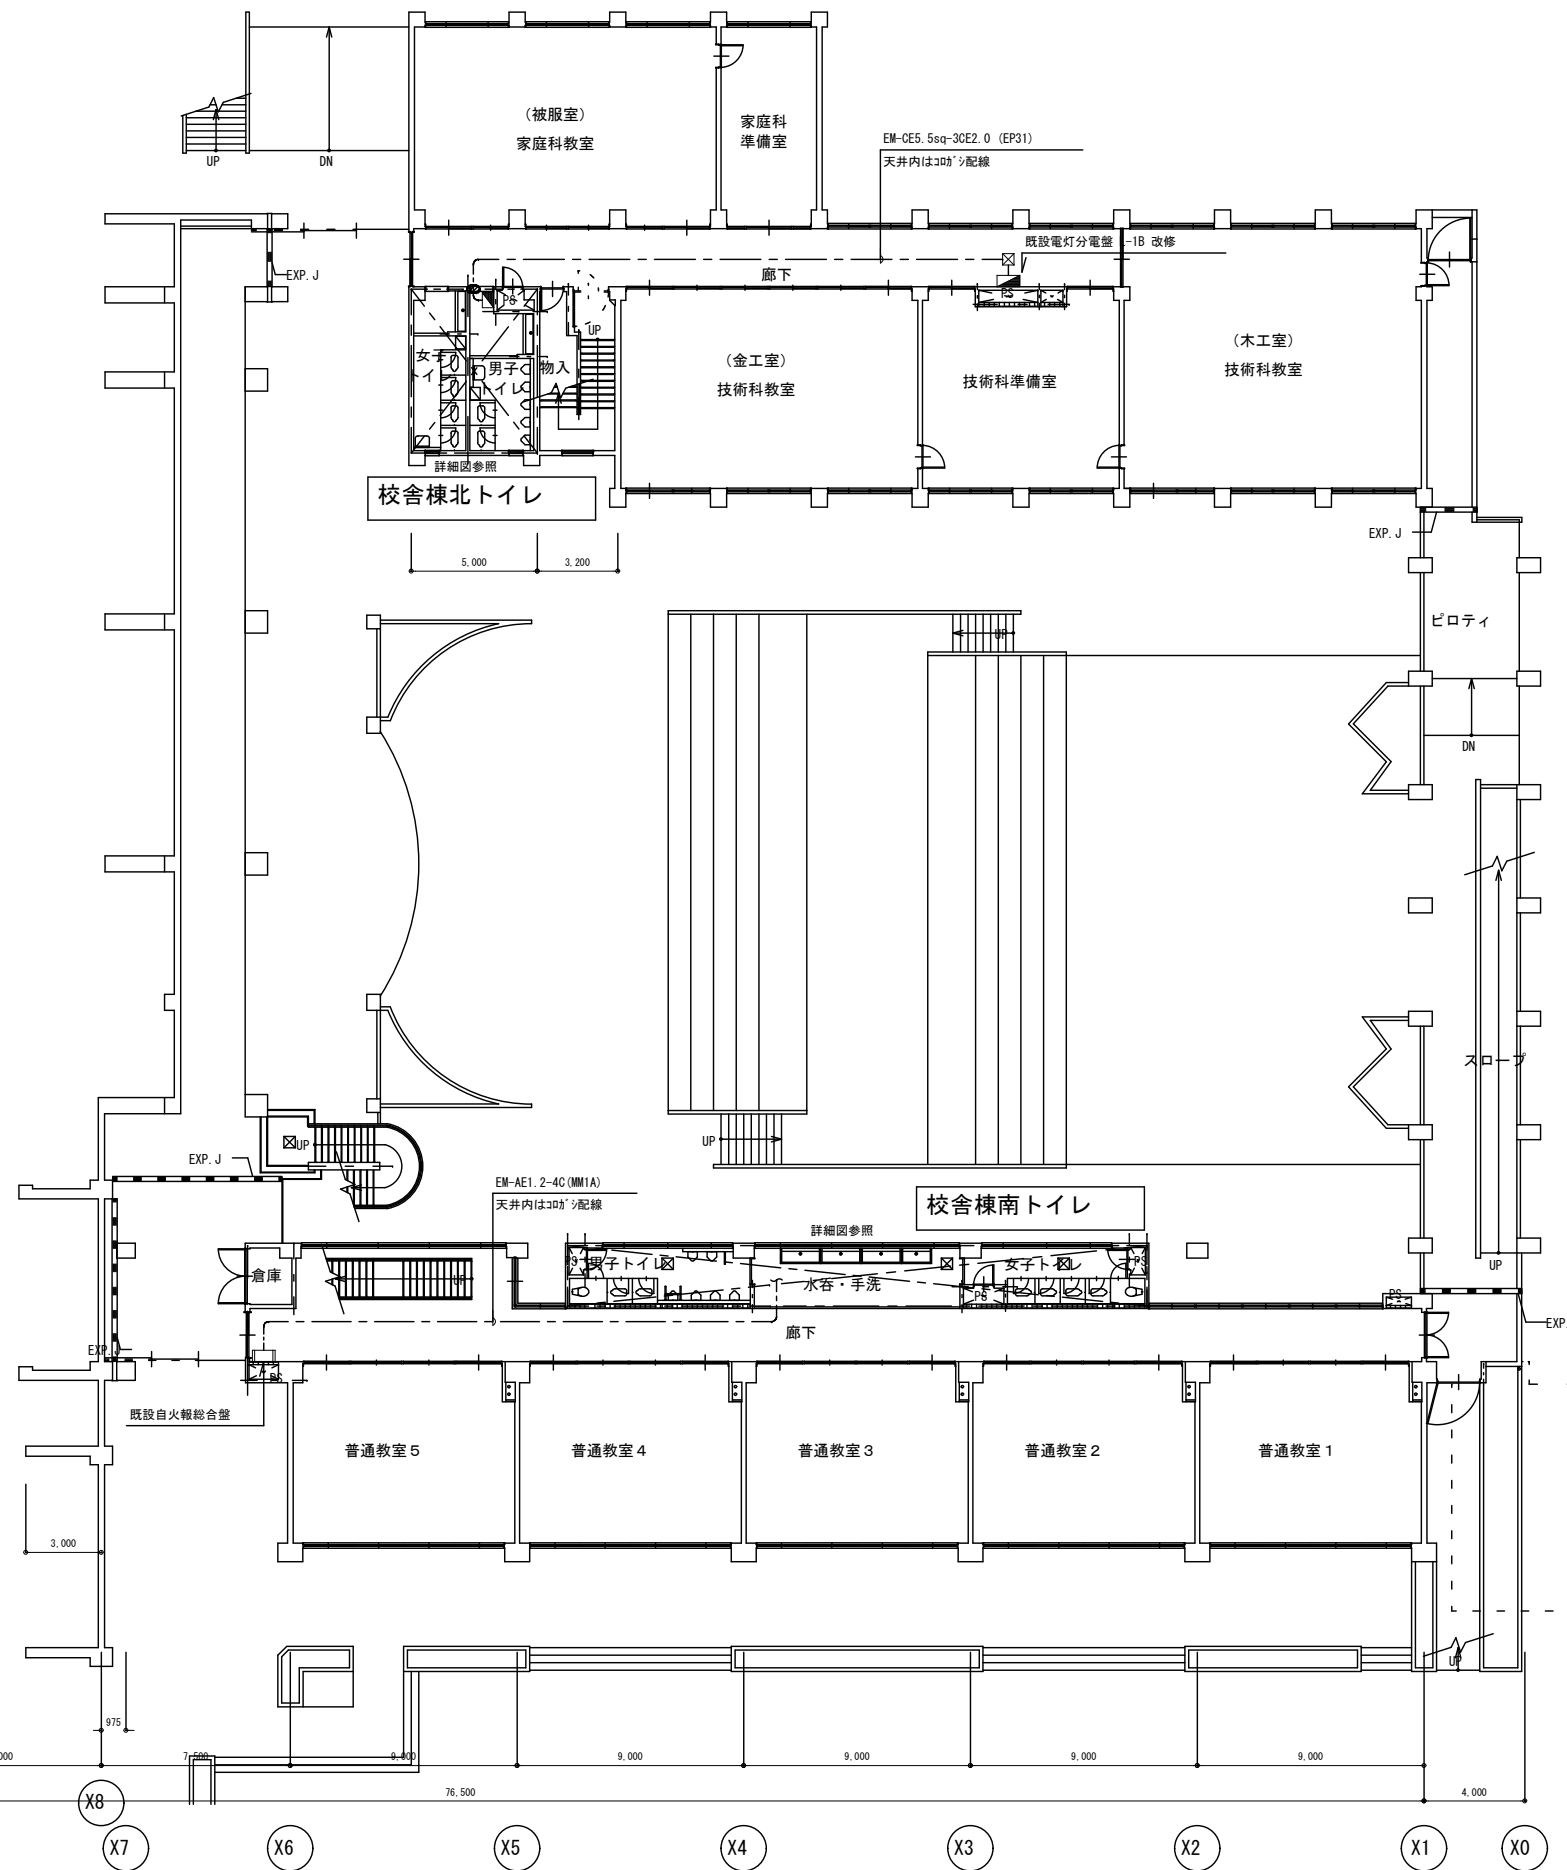 (被服室)
家庭科教室
家庭科
準備室
EM-CE5.5sq-3CE2.0 (EP31)
天井内はｺﾛｶﾞｼ配線
UP
DN
既設電灯分電盤
-1B 改修
EXP.J
廊下
PS
PS
UP
女子
トイレ
男子
トイレ
物入
(金工室)
技術科教室
技術科準備室
(木工室)
技術科教室
詳細図参照
校舎棟北トイレ
EXP.J
5,000
3,200
ピロティ
UP
DN
スロープ
UP
UP
EXP.J
EM-AE1.2-4C(MM1A)
天井内はｺﾛｶﾞｼ配線
校舎棟南トイレ
詳細図参照
倉庫
UP
PS
男子トイレ
水呑・手洗
女子トイレ
PS
PS
UP
PS
廊下
EXP.J
EXP.
PS
既設自火報総合盤
普通教室５
普通教室４
普通教室３
普通教室２
普通教室１
3,000
UP
975
000
7,500
9,000
9,000
9,000
9,000
9,000
76,500
4,000
X8
X7
X6
X5
X4
X3
X2
X1
X0